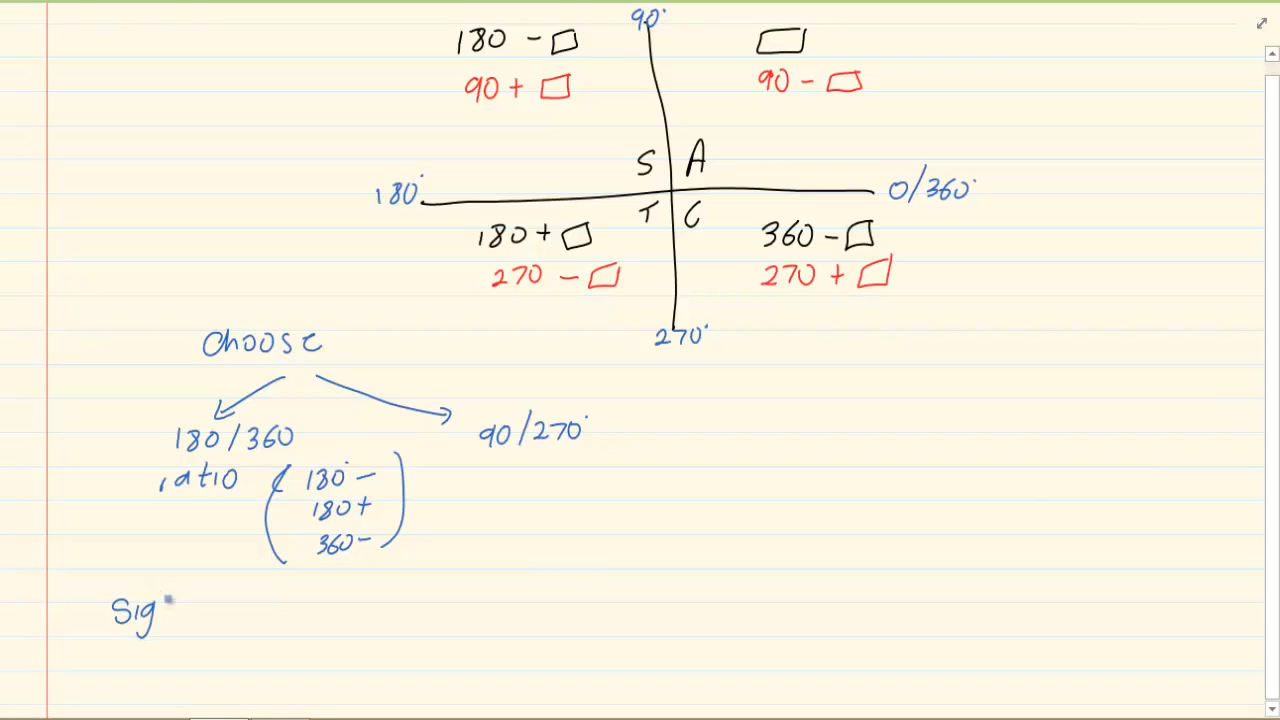 90°
180 - □ □
90 + □ 90 - □
S A
180° 0/360°
T C
180 + □ 360 - □
270 - □ 270 + □
270°
Choose
180/360 90/270°
ratio ( 180° - )
180 +
360 -
Sig